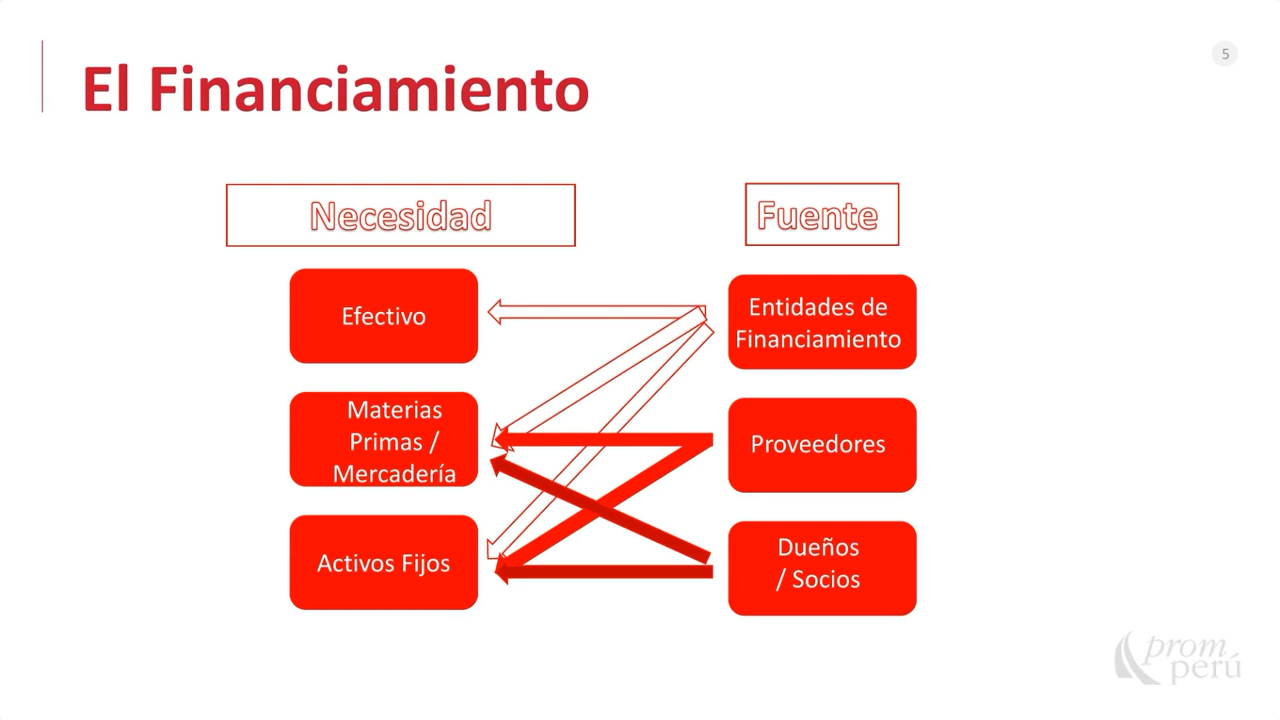 5
El Financiamiento
Necesidad
Fuente
Efectivo
Entidades de
Financiamiento
Materias
Primas /
Mercadería
Proveedores
Activos Fijos
Dueños
/ Socios
prom
perú